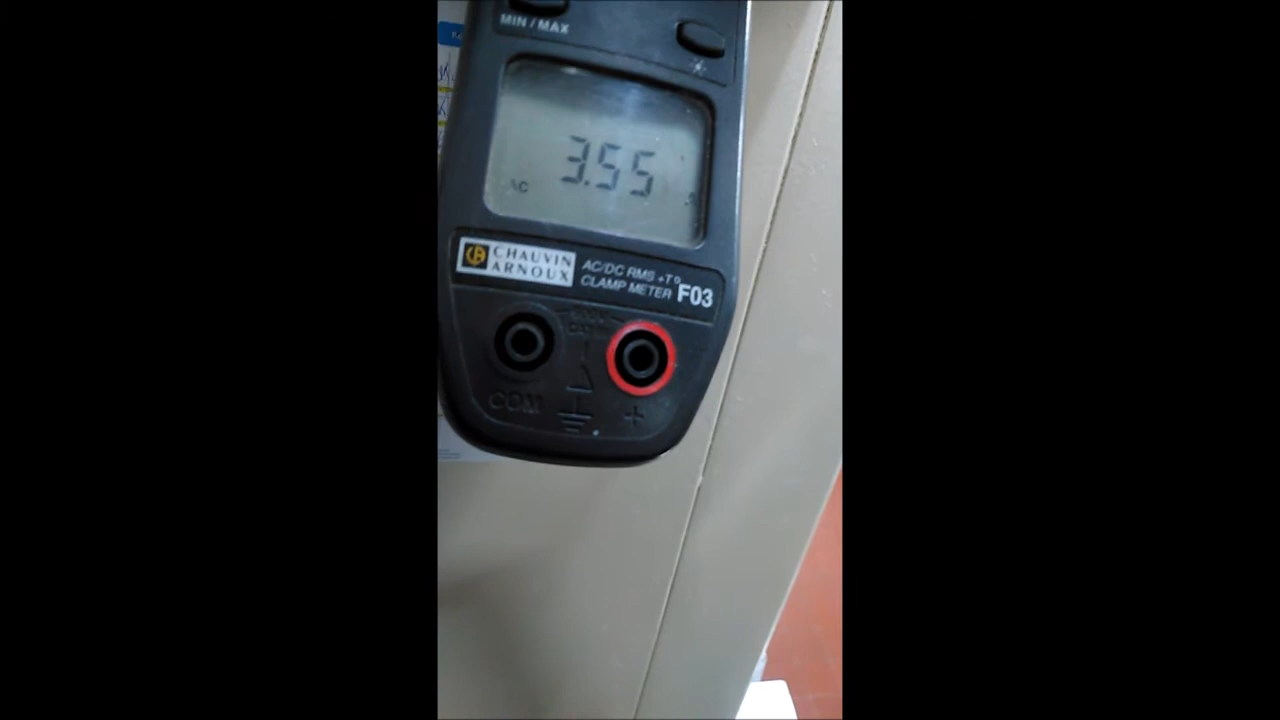 MIN / MAX
3.55
AC
CHAUVIN
ARNOUX
AC/DC RMS +T°
CLAMP METER F03
COM +